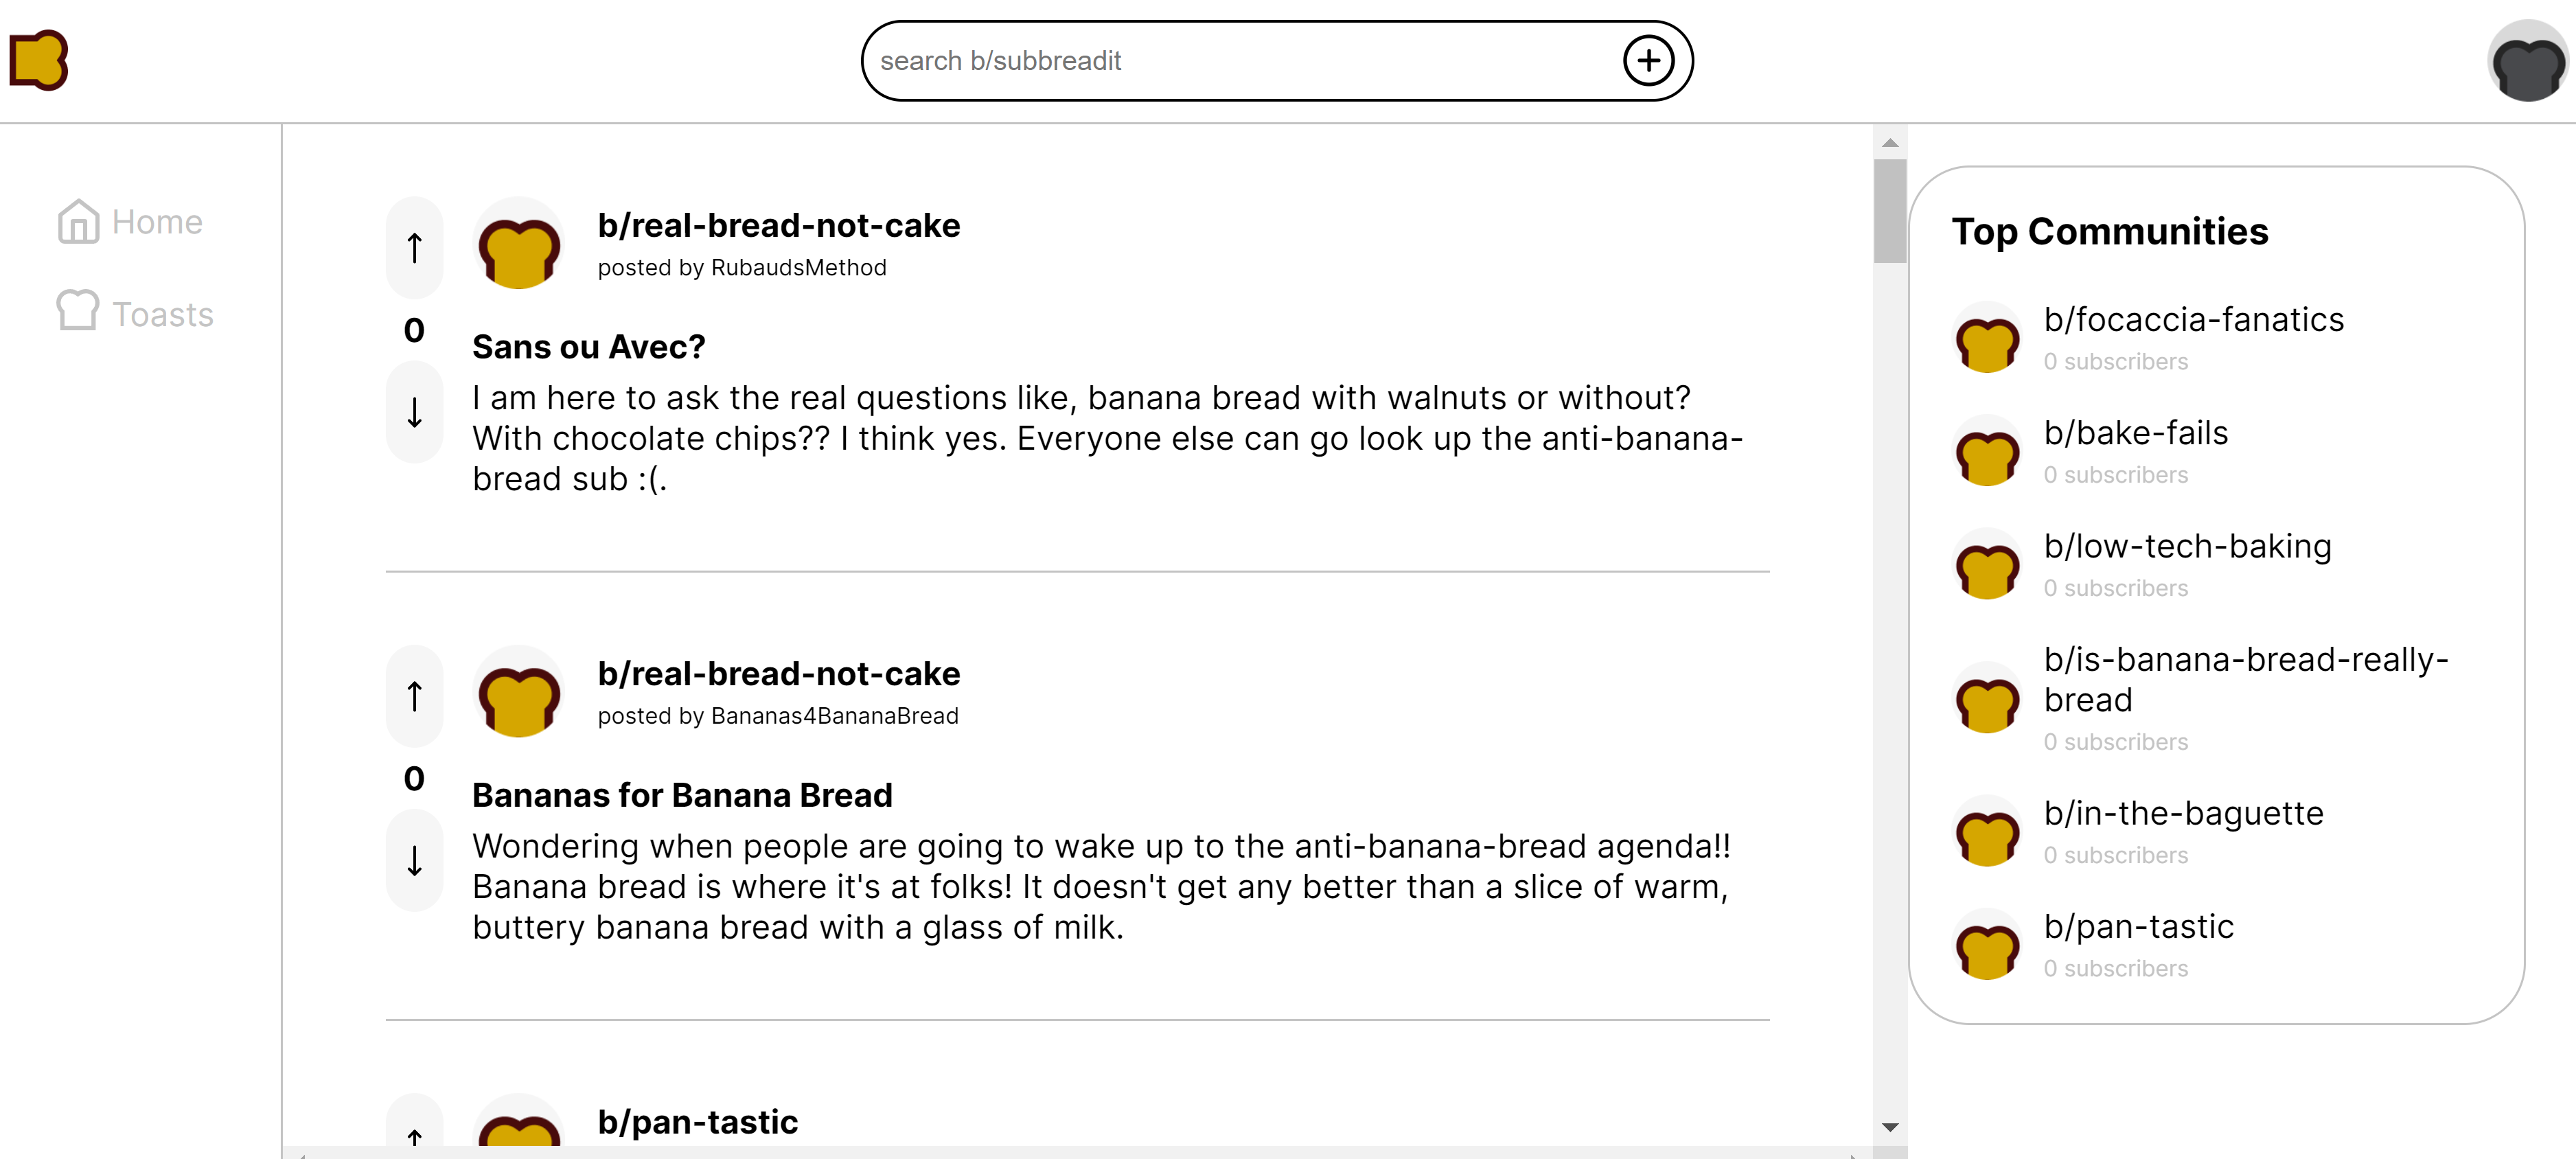 search b/subbreadit
Home
Toasts
b/real-bread-not-cake
posted by RubaudsMethod
0
Sans ou Avec?
I am here to ask the real questions like, banana bread with walnuts or without?
With chocolate chips?? I think yes. Everyone else can go look up the anti-banana-
bread sub :(.
b/real-bread-not-cake
posted by Bananas4BananaBread
0
Bananas for Banana Bread
Wondering when people are going to wake up to the anti-banana-bread agenda!!
Banana bread is where it's at folks! It doesn't get any better than a slice of warm,
buttery banana bread with a glass of milk.
b/pan-tastic
Top Communities
b/focaccia-fanatics
0 subscribers
b/bake-fails
0 subscribers
b/low-tech-baking
0 subscribers
b/is-banana-bread-really-
bread
0 subscribers
b/in-the-baguette
0 subscribers
b/pan-tastic
0 subscribers